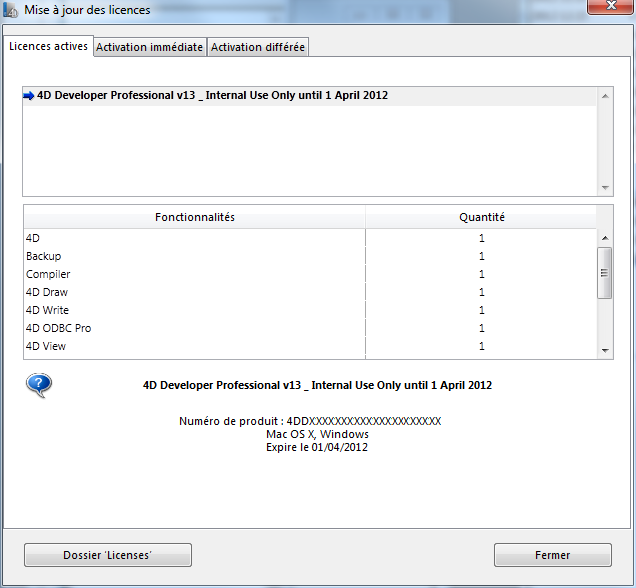 Mise à jour des licences
Licences actives Activation immédiate Activation différée
4D Developer Professional v13 _ Internal Use Only until 1 April 2012
Fonctionnalités Quantité
4D 1
Backup 1
Compiler 1
4D Draw 1
4D Write 1
4D ODBC Pro 1
4D View 1
4D Developer Professional v13 _ Internal Use Only until 1 April 2012
Numéro de produit : 4DDXXXXXXXXXXXXXXXXXXXXX
Mac OS X, Windows
Expire le 01/04/2012
Dossier 'Licenses' Fermer